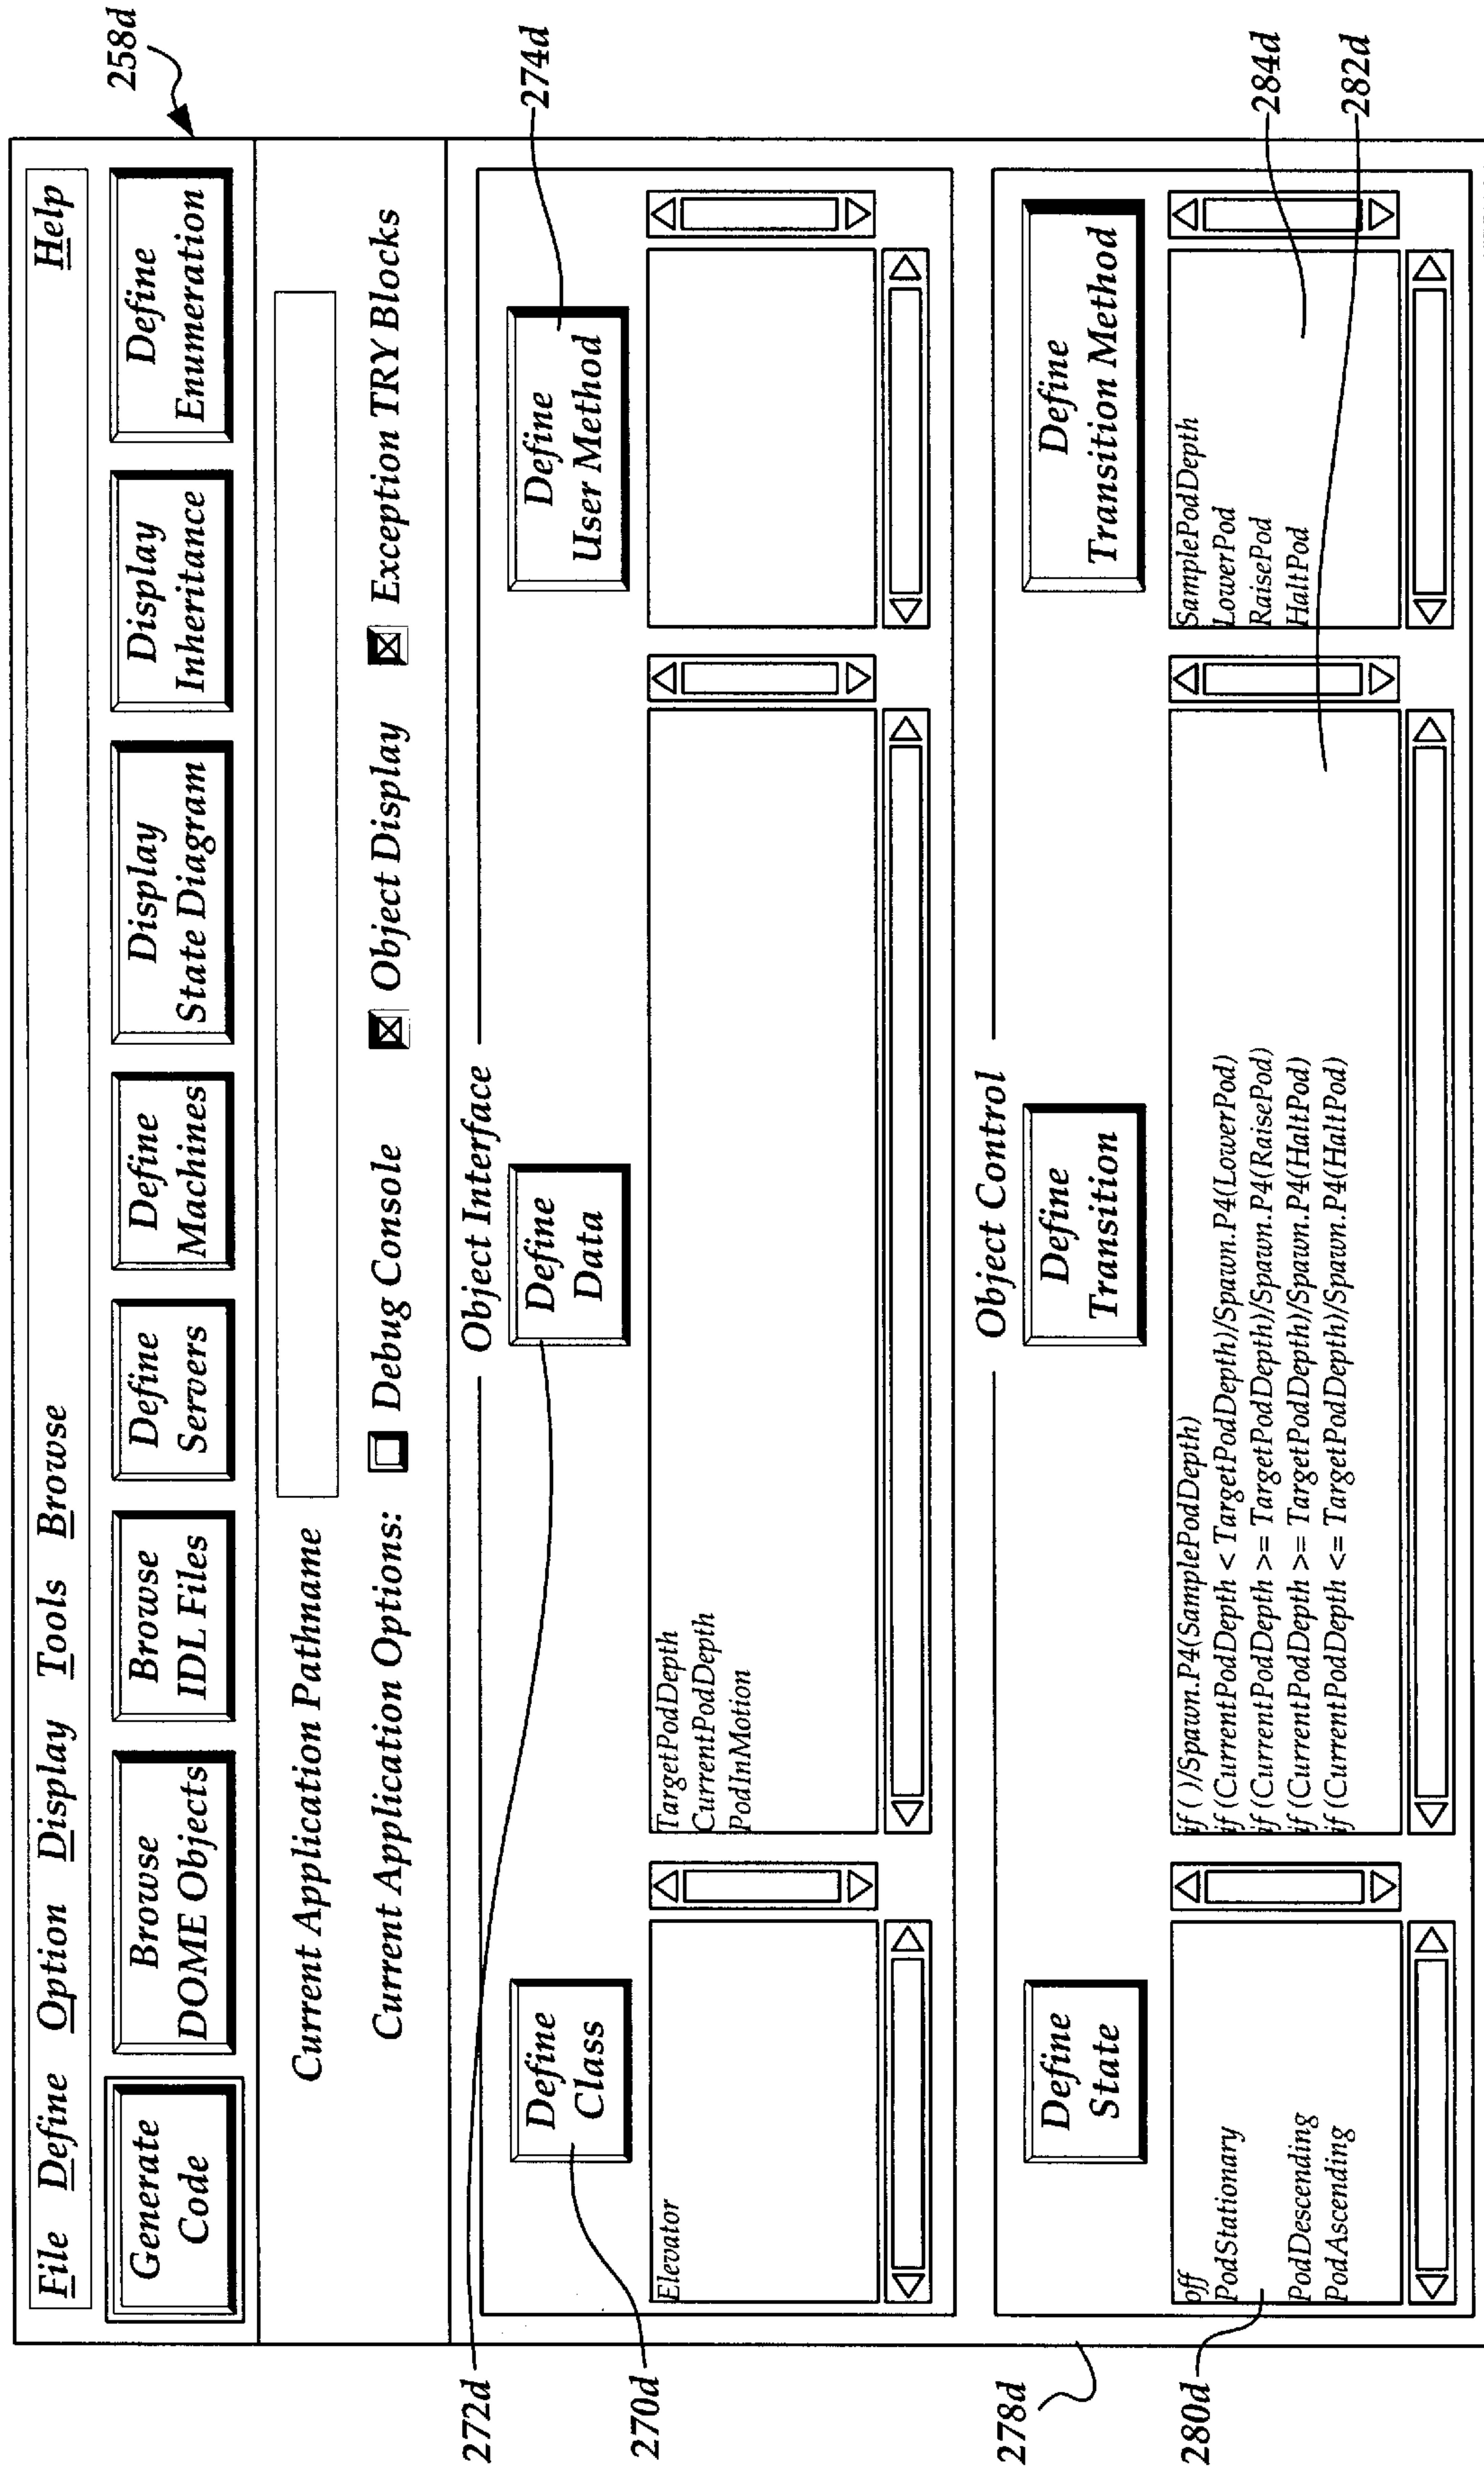 258d
File Define Option Display Tools Browse Help
Generate
Code
Browse
DOME Objects
Browse
IDL Files
Define
Servers
Define
Machines
Display
State Diagram
Display
Inheritance
Define
Enumeration
Current Application Pathname
Current Application Options: Debug Console Object Display Exception TRY Blocks
Object Interface
272d
270d
274d
Define
Class
Define
Data
Define
User Method
Elevator
TargetPodDepth
CurrentPodDepth
PodInMotion
Object Control
278d
280d
284d
282d
Define
State
Define
Transition
Define
Transition Method
off
PodStationary
PodDescending
PodAscending
if ( )/Spawn.P4(SamplePodDepth)
if (CurrentPodDepth < TargetPodDepth)/Spawn.P4(LowerPod)
if (CurrentPodDepth >= TargetPodDepth)/Spawn.P4(RaisePod)
if (CurrentPodDepth >= TargetPodDepth)/Spawn.P4(HaltPod)
if (CurrentPodDepth <= TargetPodDepth)/Spawn.P4(HaltPod)
SamplePodDepth
LowerPod
RaisePod
HaltPod